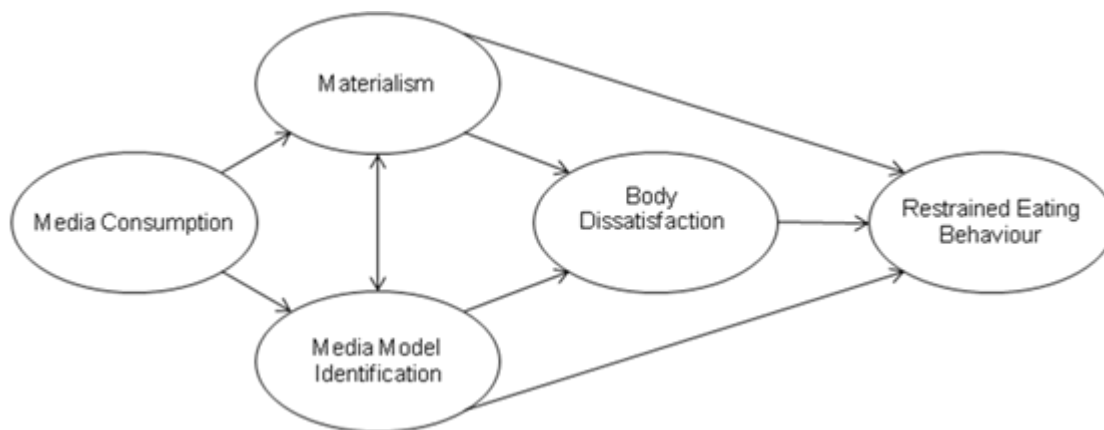 Materialism
Media Consumption
Body
Dissatisfaction
Restrained Eating
Behaviour
Media Model
Identification